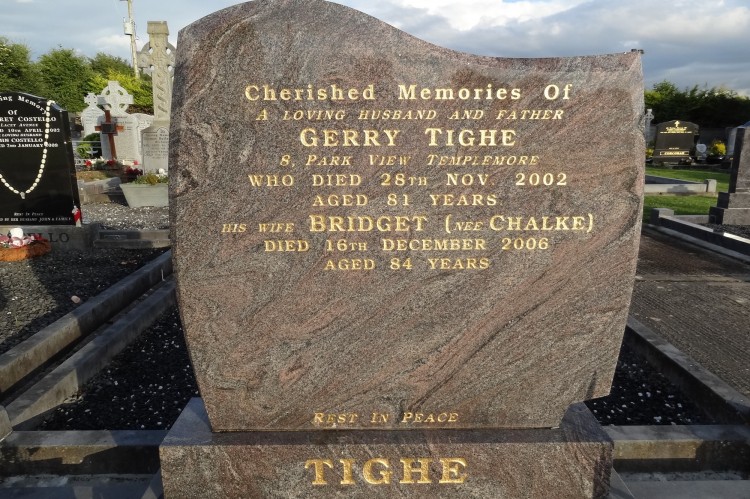 Cherished Memories Of
A LOVING HUSBAND AND FATHER
GERRY TIGHE
8, PARK VIEW TEMPLEMORE
WHO DIED 28TH NOV. 2002
AGED 81 YEARS
HIS WIFE BRIDGET (NEE CHALKE)
DIED 16TH DECEMBER 2006
AGED 84 YEARS
REST IN PEACE
TIGHE
COSTELLO